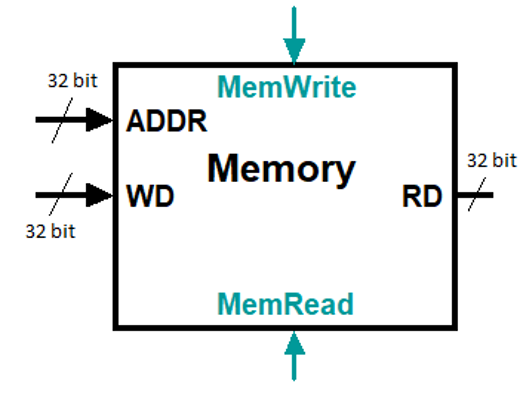 MemWrite
32 bit
ADDR
Memory
WD
32 bit
32 bit
RD
MemRead